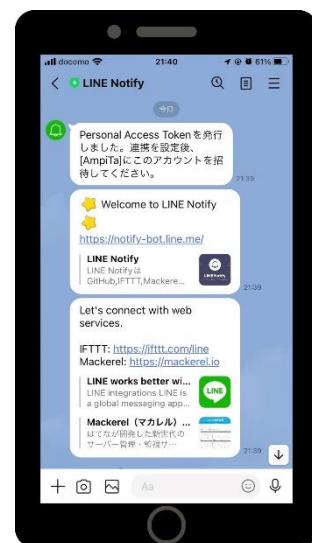 docomo 21:40 61%
LINE Notify
今日
Personal Access Tokenを発行
しました。連携を設定後、
[AmpiTa]にこのアカウントを招
待してください。
21:39
Welcome to LINE Notify
https://notify-bot.line.me/
LINE Notify
LINE Notifyは
GitHub,IFTTT,Mackere...
LINE Notify
21:39
Let's connect with web
services.
IFTTT: https://ifttt.com/line
Mackerel: https://mackerel.io
LINE works better wi...
LINE integrations LINE is
a global messaging app...
LINE
Mackerel（マカレル）...
はてなが開発した新世代の
サーバー管理・監視サ…
21:39
Aa